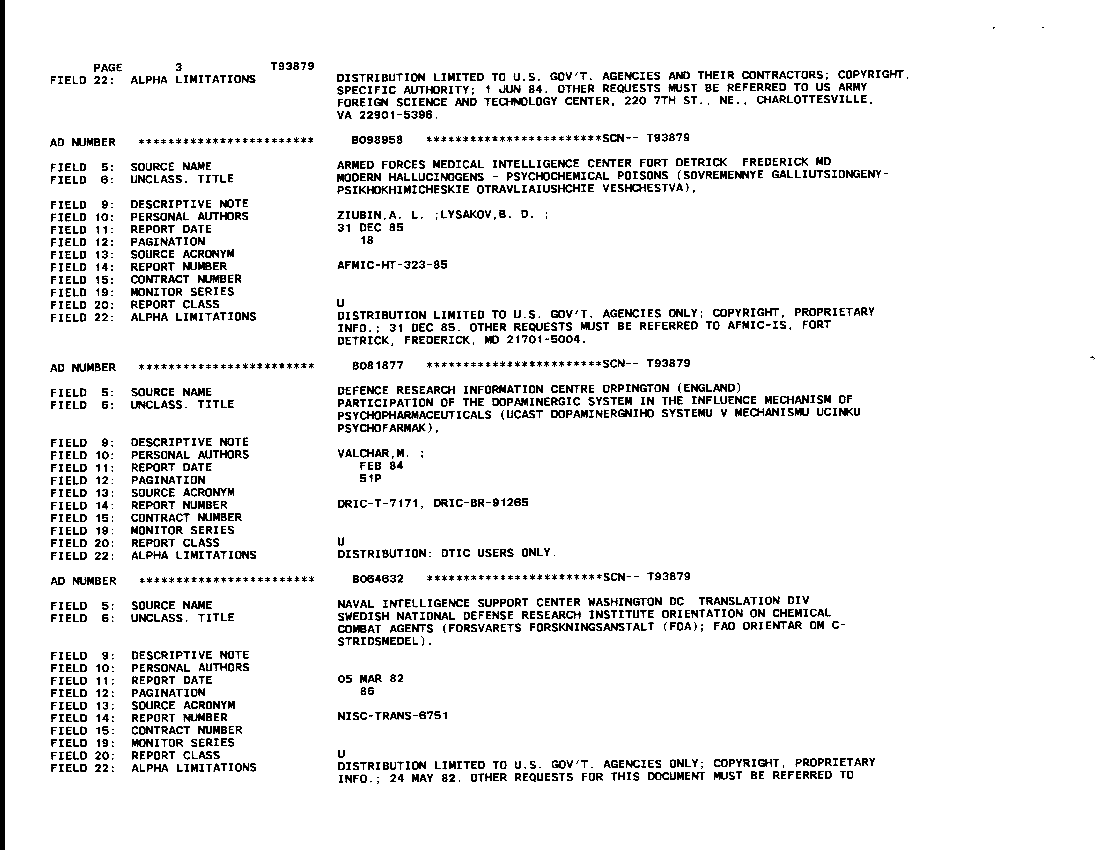 PAGE 3 T93879
FIELD 22: ALPHA LIMITATIONS DISTRIBUTION LIMITED TO U.S. GOV'T. AGENCIES AND THEIR CONTRACTORS; COPYRIGHT,
SPECIFIC AUTHORITY; 1 JUN 84. OTHER REQUESTS MUST BE REFERRED TO US ARMY
FOREIGN SCIENCE AND TECHNOLOGY CENTER, 220 7TH ST., NE., CHARLOTTESVILLE,
VA 22901-5396.
AD NUMBER ************************ B098958 ************************SCN-- T93879
FIELD 5: SOURCE NAME ARMED FORCES MEDICAL INTELLIGENCE CENTER FORT DETRICK FREDERICK MD
FIELD 6: UNCLASS. TITLE MODERN HALLUCINOGENS - PSYCHOCHEMICAL POISONS (SOVREMENNYE GALLIUTSIONGENY-
PSIKHOKHIMICHESKIE OTRAVLIAIUSHCHIE VESHCHESTVA),
FIELD 9: DESCRIPTIVE NOTE
FIELD 10: PERSONAL AUTHORS ZIUBIN,A. L. ;LYSAKOV,B. D. ;
FIELD 11: REPORT DATE 31 DEC 85
FIELD 12: PAGINATION 18
FIELD 13: SOURCE ACRONYM
FIELD 14: REPORT NUMBER AFMIC-HT-323-85
FIELD 15: CONTRACT NUMBER
FIELD 19: MONITOR SERIES
FIELD 20: REPORT CLASS U
FIELD 22: ALPHA LIMITATIONS DISTRIBUTION LIMITED TO U.S. GOV'T. AGENCIES ONLY; COPYRIGHT, PROPRIETARY
INFO.; 31 DEC 85. OTHER REQUESTS MUST BE REFERRED TO AFMIC-IS, FORT
DETRICK, FREDERICK, MD 21701-5004.
AD NUMBER ************************ B081877 ************************SCN-- T93879
FIELD 5: SOURCE NAME DEFENCE RESEARCH INFORMATION CENTRE ORPINGTON (ENGLAND)
FIELD 6: UNCLASS. TITLE PARTICIPATION OF THE DOPAMINERGIC SYSTEM IN THE INFLUENCE MECHANISM OF
PSYCHOPHARMACEUTICALS (UCAST DOPAMINERGNIHO SYSTEMU V MECHANISMU UCINKU
PSYCHOFARMAK),
FIELD 9: DESCRIPTIVE NOTE
FIELD 10: PERSONAL AUTHORS VALCHAR,M. ;
FIELD 11: REPORT DATE FEB 84
FIELD 12: PAGINATION 51P
FIELD 13: SOURCE ACRONYM
FIELD 14: REPORT NUMBER DRIC-T-7171, DRIC-BR-91265
FIELD 15: CONTRACT NUMBER
FIELD 19: MONITOR SERIES
FIELD 20: REPORT CLASS U
FIELD 22: ALPHA LIMITATIONS DISTRIBUTION: DTIC USERS ONLY.
AD NUMBER ************************ B064632 ************************SCN-- T93879
FIELD 5: SOURCE NAME NAVAL INTELLIGENCE SUPPORT CENTER WASHINGTON DC TRANSLATION DIV
FIELD 6: UNCLASS. TITLE SWEDISH NATIONAL DEFENSE RESEARCH INSTITUTE ORIENTATION ON CHEMICAL
COMBAT AGENTS (FORSVARETS FORSKNINGSANSTALT (FOA); FAO ORIENTAR OM C-
STRIDSMEDEL).
FIELD 9: DESCRIPTIVE NOTE
FIELD 10: PERSONAL AUTHORS
FIELD 11: REPORT DATE 05 MAR 82
FIELD 12: PAGINATION 86
FIELD 13: SOURCE ACRONYM
FIELD 14: REPORT NUMBER NISC-TRANS-6751
FIELD 15: CONTRACT NUMBER
FIELD 19: MONITOR SERIES
FIELD 20: REPORT CLASS U
FIELD 22: ALPHA LIMITATIONS DISTRIBUTION LIMITED TO U.S. GOV'T. AGENCIES ONLY; COPYRIGHT, PROPRIETARY
INFO.; 24 MAY 82. OTHER REQUESTS FOR THIS DOCUMENT MUST BE REFERRED TO